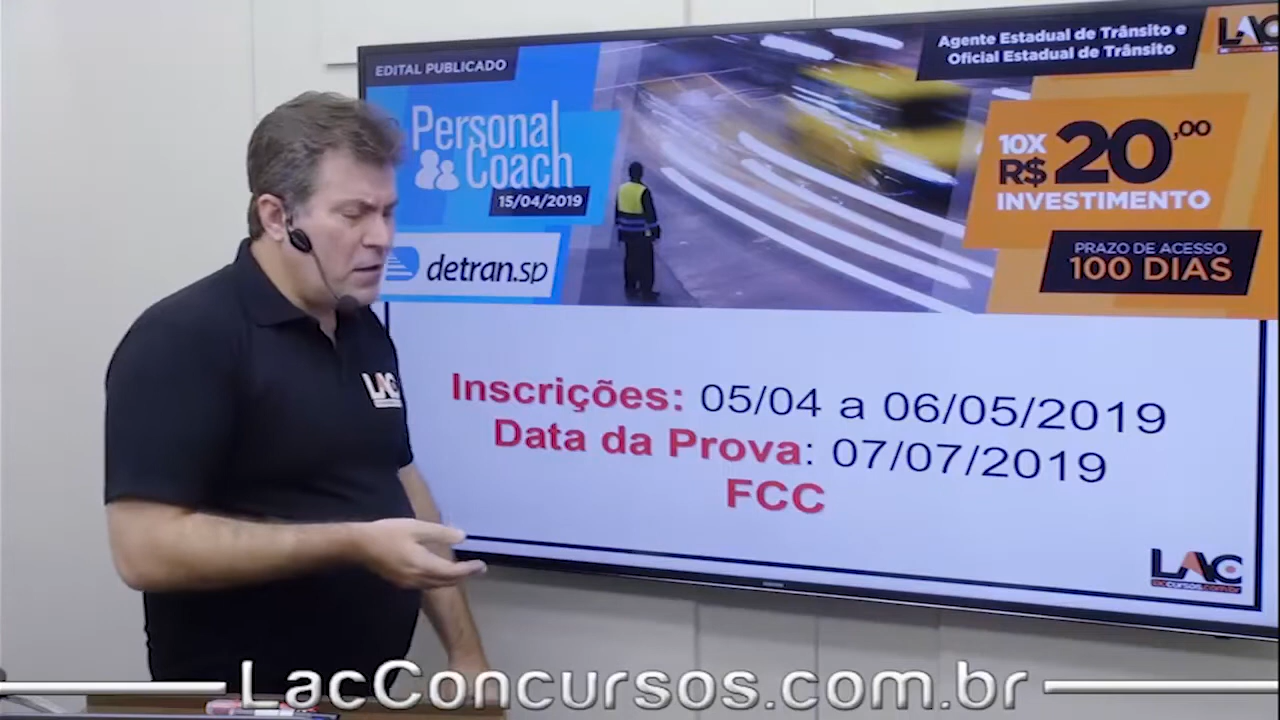 EDITAL PUBLICADO
Personal
Coach
15/04/2019
detran.sp
Agente Estadual de Trânsito e
Oficial Estadual de Trânsito
LAC
10X
R$ 20,00
INVESTIMENTO
PRAZO DE ACESSO
100 DIAS
LAC
Inscrições: 05/04 a 06/05/2019
Data da Prova: 07/07/2019
FCC
LAC
LacConcursos.com.br